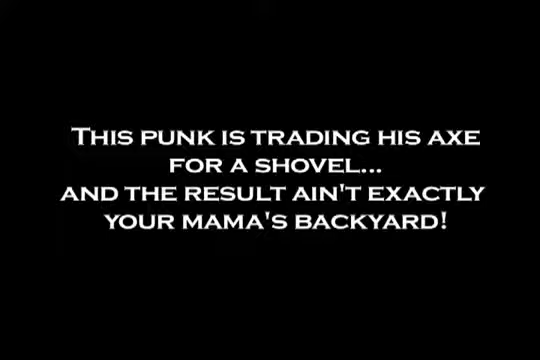 THIS PUNK IS TRADING HIS AXE
FOR A SHOVEL...
AND THE RESULT AIN'T EXACTLY
YOUR MAMA'S BACKYARD!